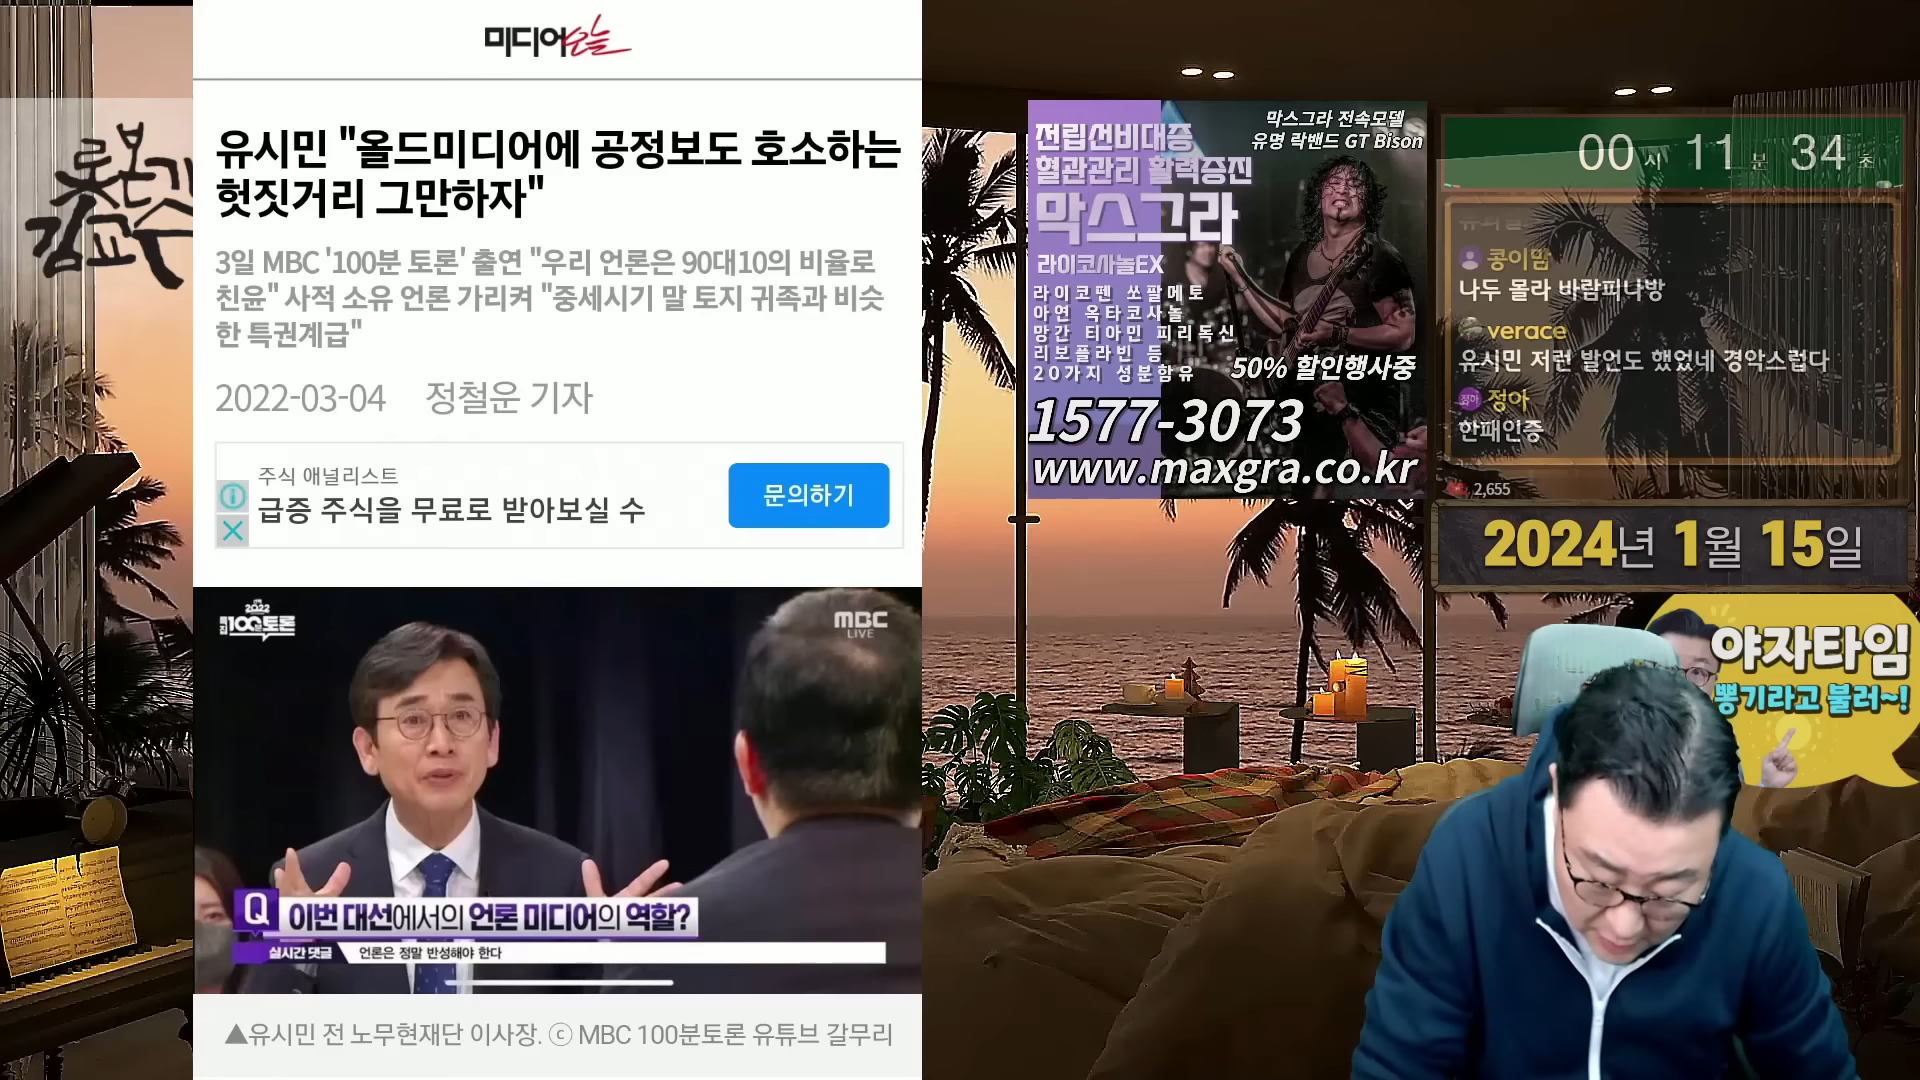 미디어오늘
유시민 "올드미디어에 공정보도 호소하는
헛짓거리 그만하자"
3일 MBC '100분 토론' 출연 "우리 언론은 90대10의 비율로
친윤" 사적 소유 언론 가리켜 "중세시기 말 토지 귀족과 비슷
한 특권계급"
2022-03-04 정철운 기자
주식 애널리스트
급증 주식을 무료로 받아보실 수
문의하기
2022
특집 100분토론
MBC
LIVE
Q 이번 대선에서의 언론 미디어의 역할?
실시간 댓글 언론은 정말 반성해야 한다
▲유시민 전 노무현재단 이사장. ⓒ MBC 100분토론 유튜브 갈무리
김교수
막스그라 전속모델
유명 락밴드 GT Bison
전립선비대증
혈관관리 활력증진
막스그라
라이코사놀EX
라이코펜 쏘팔메토
아연 옥타코사놀
망간 티아민 피리독신
리보플라빈 등
20가지 성분함유
50% 할인행사중
1577-3073
www.maxgra.co.kr
00시 11분 34초
콩이맘
나두 몰라 바람피나방
verace
유시민 저런 발언도 했었네 경악스럽다
정아 정아
한패인증
2,655
2024년 1월 15일
야자타임
뽕기라고 불러~!